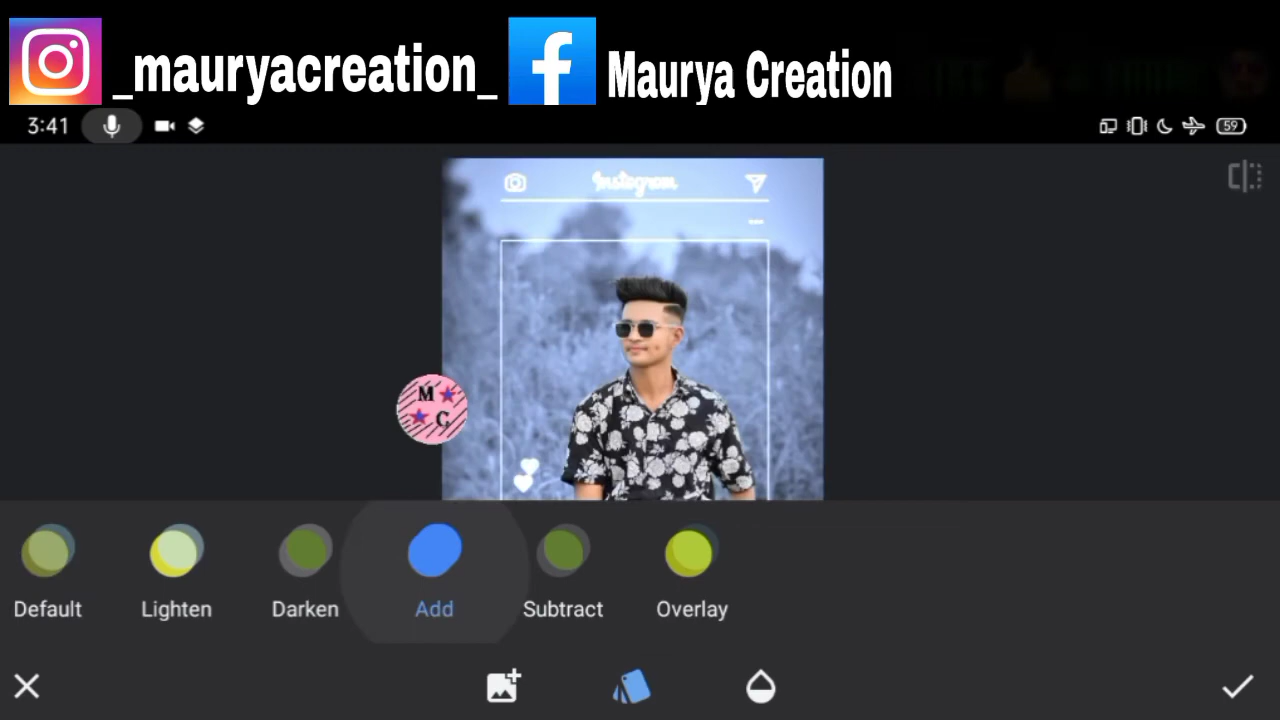 _mauryacreation_ Maurya Creation
3:41 59
Instagram
M
C
Default Lighten Darken Add Subtract Overlay